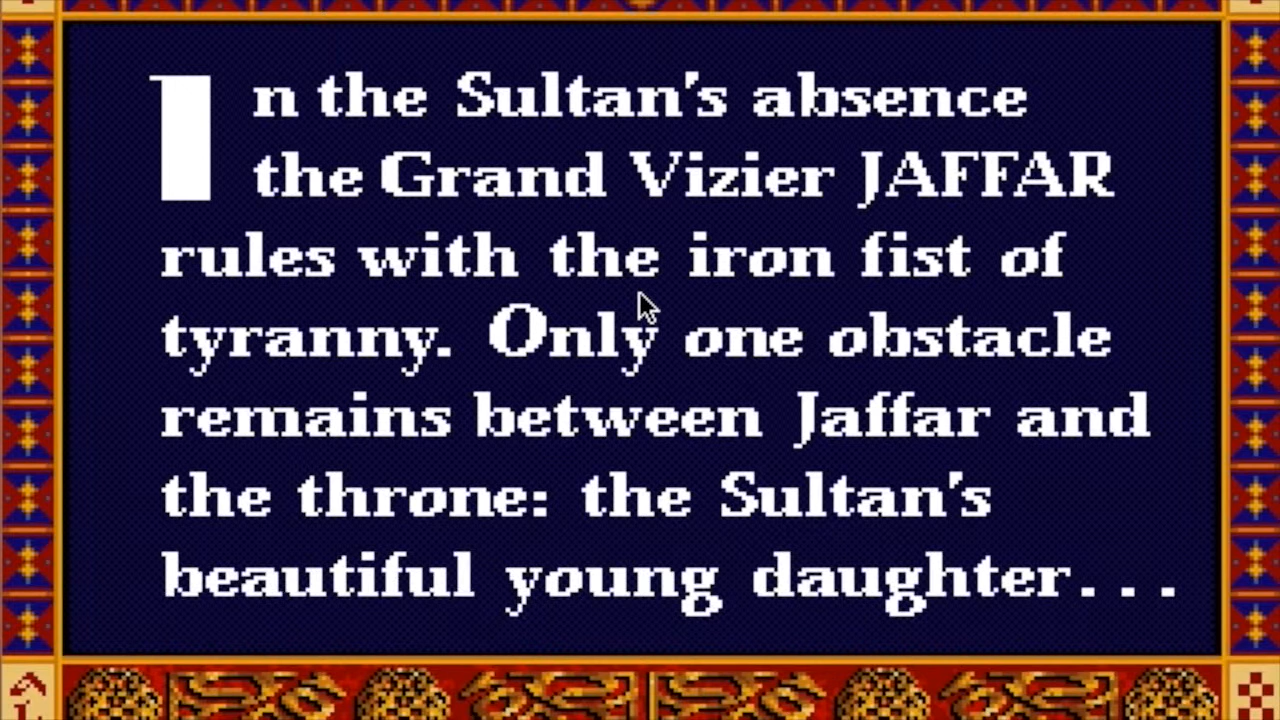 In the Sultan's absence
the Grand Vizier JAFFAR
rules with the iron fist of
tyranny. Only one obstacle
remains between Jaffar and
the throne: the Sultan's
beautiful young daughter...